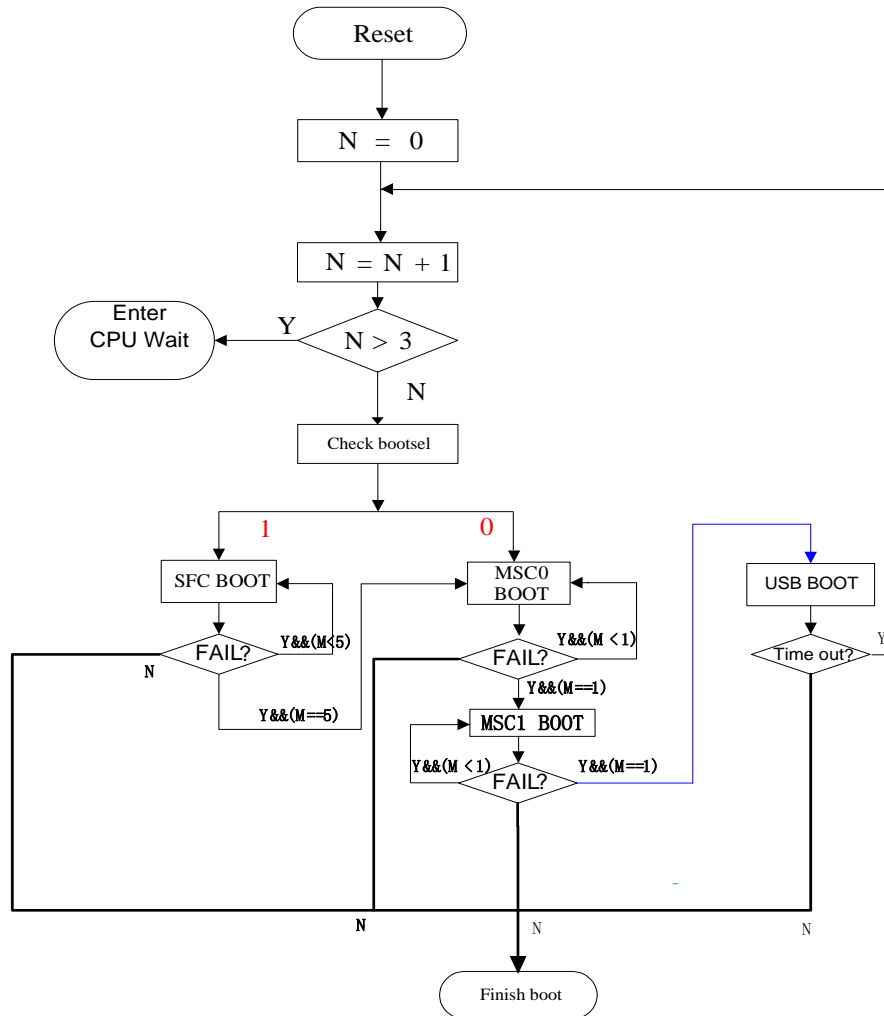 Reset
N = 0
N = N + 1
Enter
CPU Wait
Y
N > 3
N
Check bootsel
1
0
SFC BOOT
MSC0
BOOT
USB BOOT
FAIL?
Y&&(M<5)
N
FAIL?
Y&&(M <1)
Time out?
Y
Y&&(M==1)
Y&&(M==5)
MSC1 BOOT
Y&&(M <1)
FAIL?
Y&&(M==1)
N
N
N
Finish boot